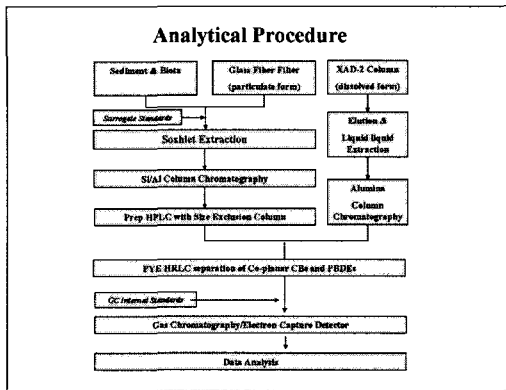 Analytical Procedure
Sediment & Biota
Glass Fiber Filter
(particulate form)
XAD-2 Column
(dissolved form)
Surrogate Standards
Elution &
Liquid liquid
Extraction
Soxhlet Extraction
Si/Al Column Chromatography
Alumina
Column
Chromatography
Prep HPLC with Size Exclusion Column
PYE HRLC separation of Co-planar CBs and PBDEs
GC Internal Standards
Gas Chromatography/Electron Capture Detector
Data Analysis